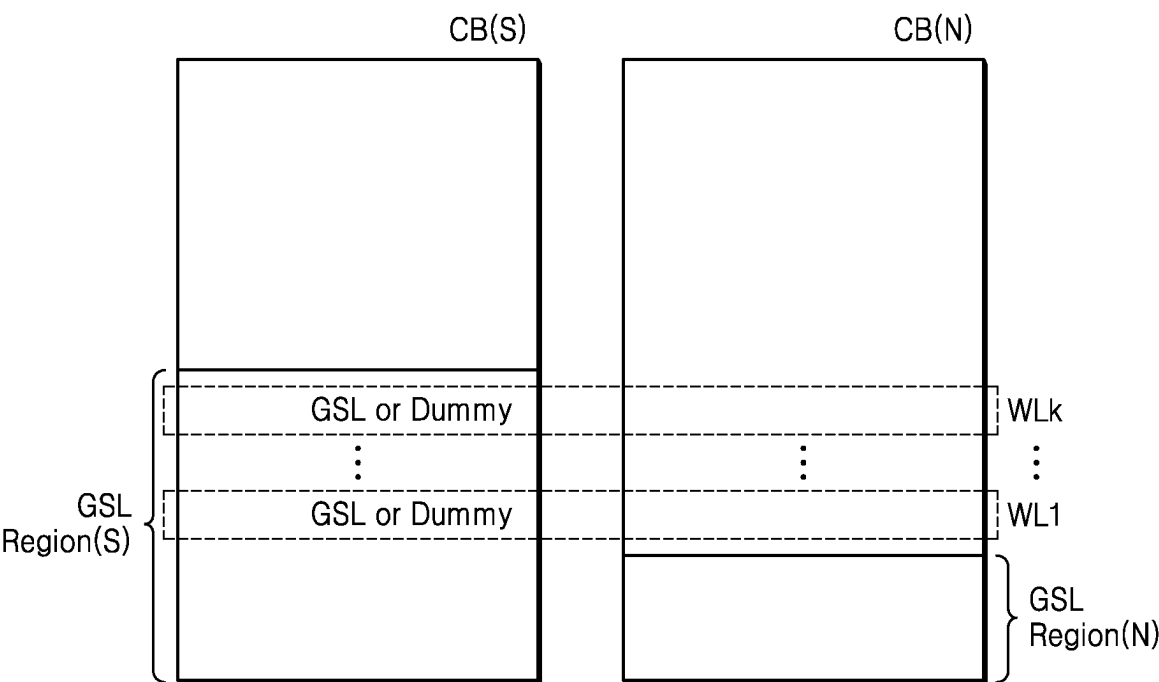 CB(S)
CB(N)
GSL or Dummy
WLk
GSL or Dummy
WL1
GSL
Region(S)
GSL
Region(N)